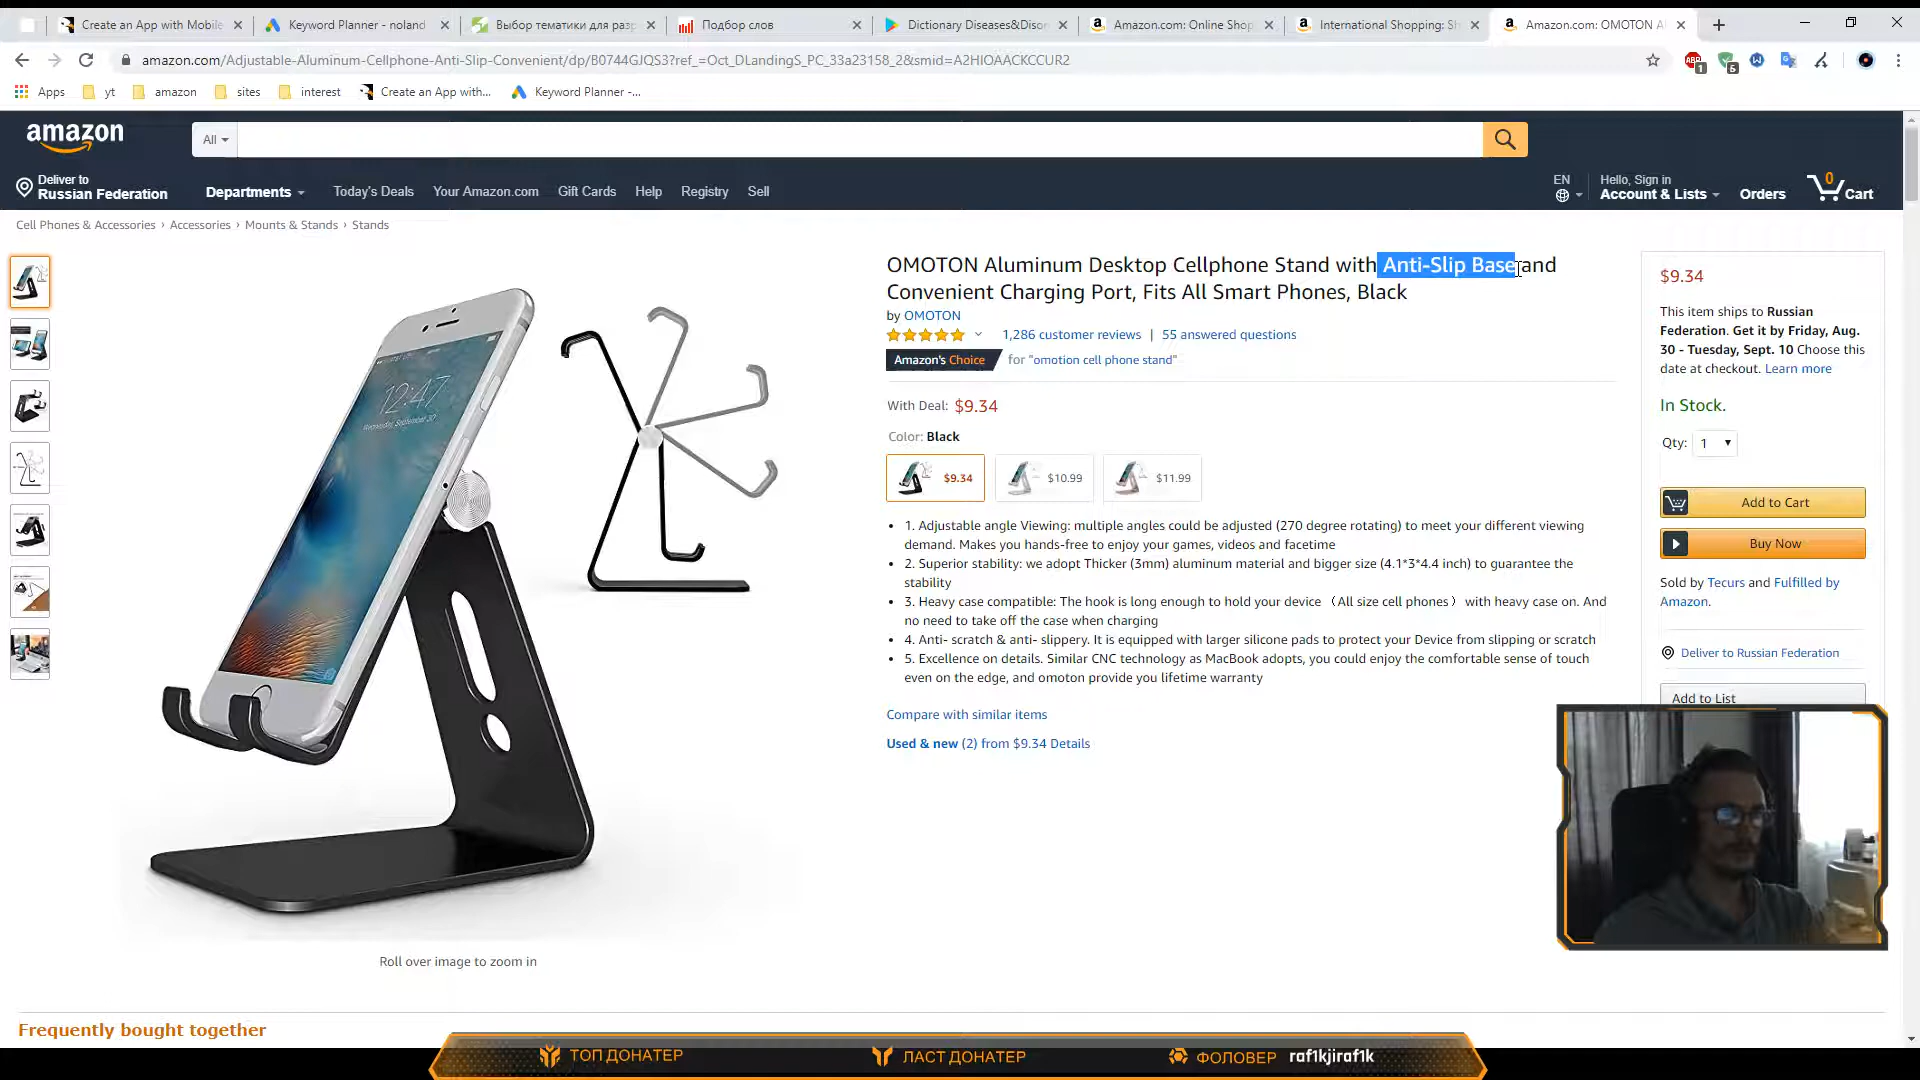 Create an App with Mobile
Keyword Planner - noland
Выбор тематики для раз
Подбор слов
Dictionary Diseases&Disor
Amazon.com: Online Shop
International Shopping: Sh
Amazon.com: OMOTON A
amazon.com/Adjustable-Aluminum-Cellphone-Anti-Slip-Convenient/dp/B0744GJQS3?ref_=Oct_DLandingS_PC_33a23158_2&smid=A2HIOAACKCCUR2
ABP 1 6
Apps yt amazon sites interest Create an App with... Keyword Planner -...
amazon
All
Deliver to
Russian Federation
Departments Today's Deals Your Amazon.com Gift Cards Help Registry Sell
EN
Hello, Sign in
Account & Lists
Orders
0
Cart
Cell Phones & Accessories › Accessories › Mounts & Stands › Stands
12:47
Wednesday, September 30
OMOTON Aluminum Desktop Cellphone Stand with Anti-Slip Base and
Convenient Charging Port, Fits All Smart Phones, Black
by OMOTON
1,286 customer reviews | 55 answered questions
Amazon's Choice for "omotion cell phone stand"
With Deal: $9.34
Color: Black
$9.34 $10.99 $11.99
• 1. Adjustable angle Viewing: multiple angles could be adjusted (270 degree rotating) to meet your different viewing
demand. Makes you hands-free to enjoy your games, videos and facetime
• 2. Superior stability: we adopt Thicker (3mm) aluminum material and bigger size (4.1*3*4.4 inch) to guarantee the
stability
• 3. Heavy case compatible: The hook is long enough to hold your device （All size cell phones）with heavy case on. And
no need to take off the case when charging
• 4. Anti- scratch & anti- slippery. It is equipped with larger silicone pads to protect your Device from slipping or scratch
• 5. Excellence on details. Similar CNC technology as MacBook adopts, you could enjoy the comfortable sense of touch
even on the edge, and omoton provide you lifetime warranty
Compare with similar items
Used & new (2) from $9.34 Details
$9.34
This item ships to Russian
Federation. Get it by Friday, Aug.
30 - Tuesday, Sept. 10 Choose this
date at checkout. Learn more
In Stock.
Qty: 1
Add to Cart
Buy Now
Sold by Tecurs and Fulfilled by
Amazon.
Deliver to Russian Federation
Add to List
Roll over image to zoom in
Frequently bought together
ТОП ДОНАТЕР
ЛАСТ ДОНАТЕР
ФОЛОВЕР raf1kjiraf1k